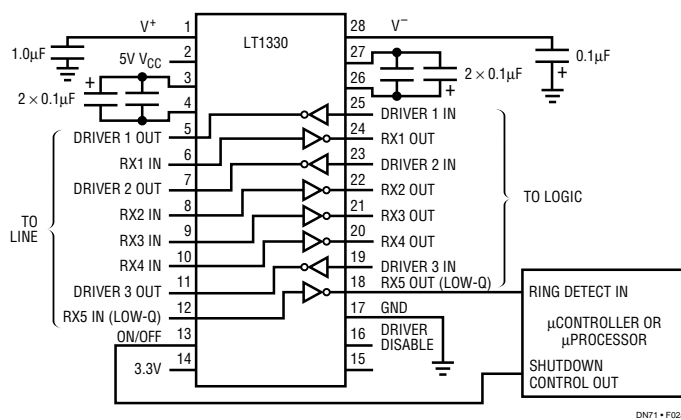 V+
1
28
V−
LT1330
1.0µF
5V VCC
2
27
0.1µF
+
3
26
+
2 × 0.1µF
+
2 × 0.1µF
4
25
DRIVER 1 IN
DRIVER 1 OUT
5
24
RX1 OUT
RX1 IN
6
23
DRIVER 2 IN
DRIVER 2 OUT
7
22
RX2 OUT
TO LINE
RX2 IN
8
21
RX3 OUT
TO LOGIC
RX3 IN
9
20
RX4 OUT
RX4 IN
10
19
DRIVER 3 IN
DRIVER 3 OUT
11
18
RX5 OUT (LOW-Q)
RING DETECT IN
RX5 IN (LOW-Q)
12
17
GND
ON/OFF
13
16
DRIVER
DISABLE
µCONTROLLER OR
µPROCESSOR
3.3V
14
15
SHUTDOWN
CONTROL OUT